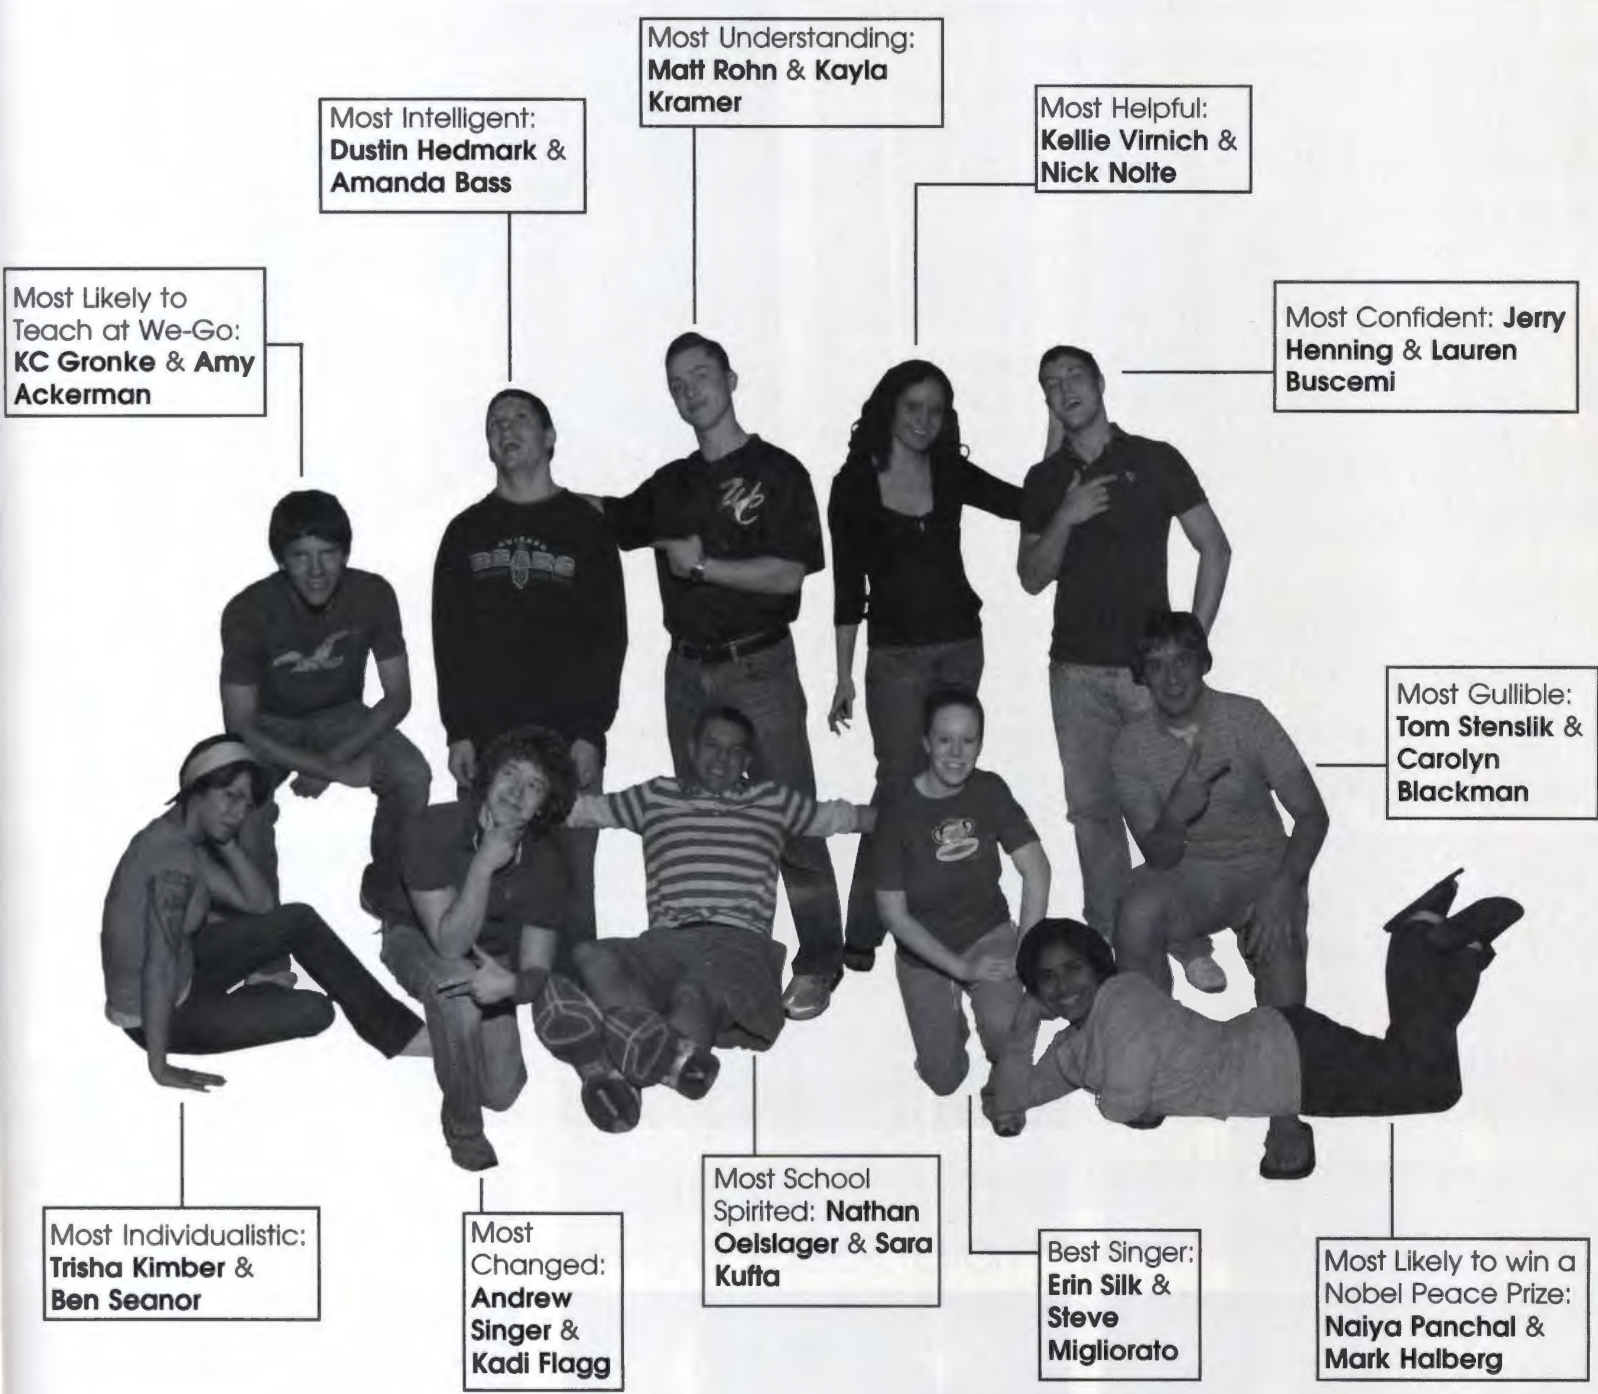 Most Understanding:
Matt Rohn & Kayla
Kramer
Most Intelligent:
Dustin Hedmark &
Amanda Bass
Most Helpful:
Kellie Virnich &
Nick Nolte
Most Likely to
Teach at We-Go:
KC Gronke & Amy
Ackerman
Most Confident: Jerry
Henning & Lauren
Buscemi
WC
CHICAGO
BEARS
Most Gullible:
Tom Stenslik &
Carolyn
Blackman
Most Individualistic:
Trisha Kimber &
Ben Seanor
Most
Changed:
Andrew
Singer &
Kadi Flagg
Most School
Spirited: Nathan
Oelslager & Sara
Kufta
Best Singer:
Erin Silk &
Steve
Migliorato
Most Likely to win a
Nobel Peace Prize:
Naiya Panchal &
Mark Halberg